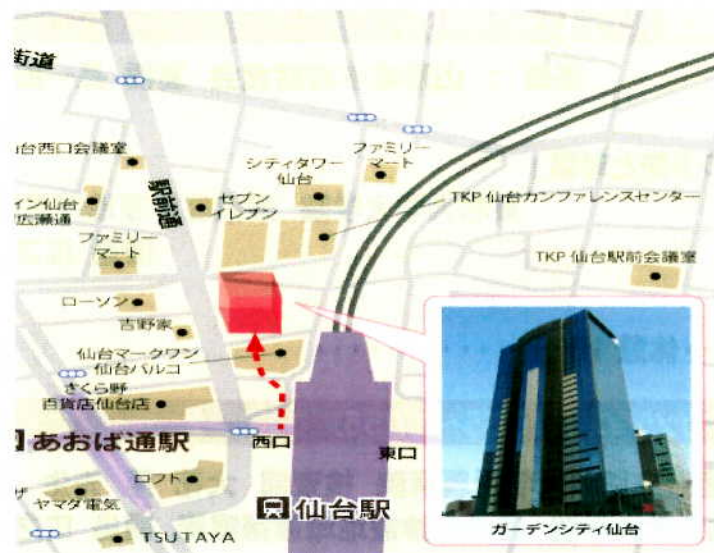 街道
台西口会議室
駅前通
シティタワー
仙台
ファミリー
マート
イン仙台
広瀬通
セブン
イレブン
TKP 仙台カンファレンスセンター
ファミリー
マート
TKP 仙台駅前会議室
ローソン
吉野家
仙台マークワン
仙台パルコ
さくら野
百貨店仙台店
あおば通駅
西口
東口
ロフト
ザ
ヤマダ電気
仙台駅
TSUTAYA
ガーデンシティ仙台